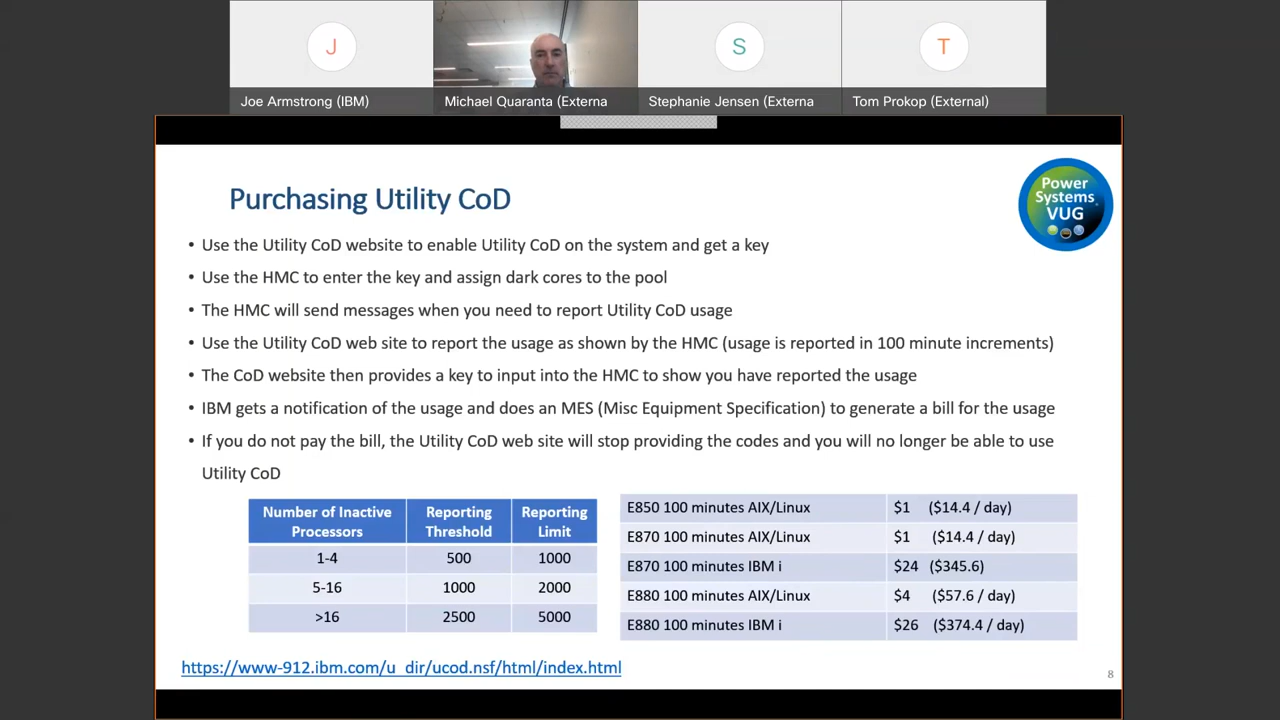 J
S
T
Joe Armstrong (IBM)
Michael Quaranta (Externa
Stephanie Jensen (Externa
Tom Prokop (External)
Purchasing Utility CoD
Power
Systems
VUG
• Use the Utility CoD website to enable Utility CoD on the system and get a key
• Use the HMC to enter the key and assign dark cores to the pool
• The HMC will send messages when you need to report Utility CoD usage
• Use the Utility CoD web site to report the usage as shown by the HMC (usage is reported in 100 minute increments)
• The CoD website then provides a key to input into the HMC to show you have reported the usage
• IBM gets a notification of the usage and does an MES (Misc Equipment Specification) to generate a bill for the usage
• If you do not pay the bill, the Utility CoD web site will stop providing the codes and you will no longer be able to use
Utility CoD
Number of Inactive Processors Reporting Threshold Reporting Limit
1-4 500 1000
5-16 1000 2000
>16 2500 5000
E850 100 minutes AIX/Linux $1 ($14.4 / day)
E870 100 minutes AIX/Linux $1 ($14.4 / day)
E870 100 minutes IBM i $24 ($345.6)
E880 100 minutes AIX/Linux $4 ($57.6 / day)
E880 100 minutes IBM i $26 ($374.4 / day)
https://www-912.ibm.com/u_dir/ucod.nsf/html/index.html
8